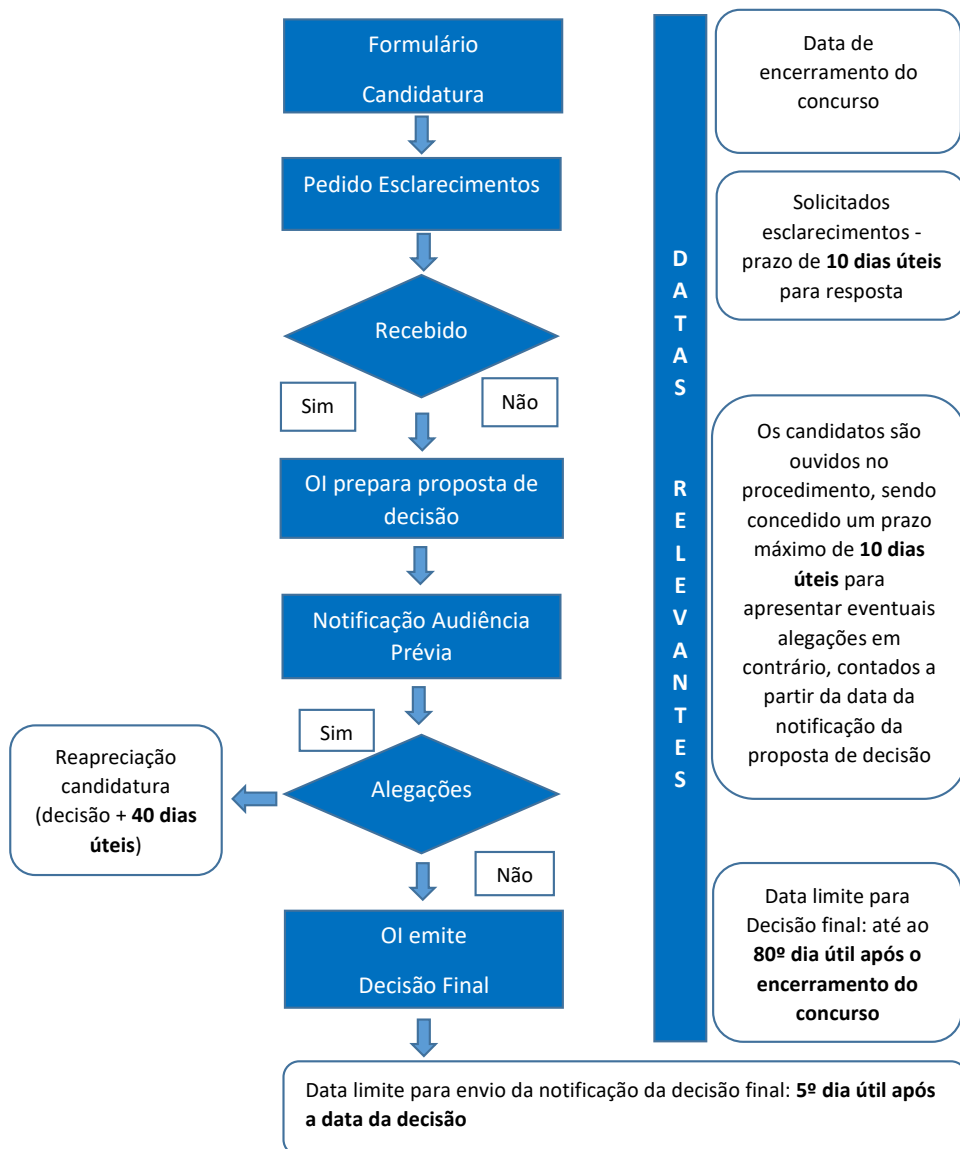 Formulário
Candidatura
Data de
encerramento do
concurso
Pedido Esclarecimentos
Solicitados
esclarecimentos -
prazo de 10 dias úteis
para resposta
Recebido
Sim
Não
OI prepara proposta de
decisão
Notificação Audiência
Prévia
DATAS RELEVANTES
Os candidatos são
ouvidos no
procedimento, sendo
concedido um prazo
máximo de 10 dias
úteis para
apresentar eventuais
alegações em
contrário, contados a
partir da data da
notificação da
proposta de decisão
Sim
Alegações
Reapreciação
candidatura
(decisão + 40 dias
úteis)
Não
OI emite
Decisão Final
Data limite para
Decisão final: até ao
80º dia útil após o
encerramento do
concurso
Data limite para envio da notificação da decisão final: 5º dia útil após
a data da decisão